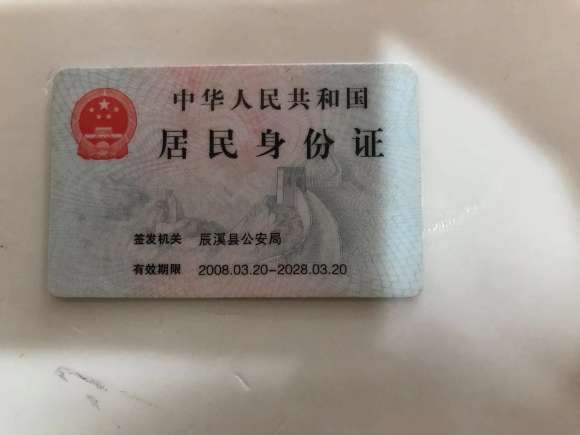 中华人民共和国
居民身份证
签发机关 辰溪县公安局
有效期限 2008.03.20-2028.03.20